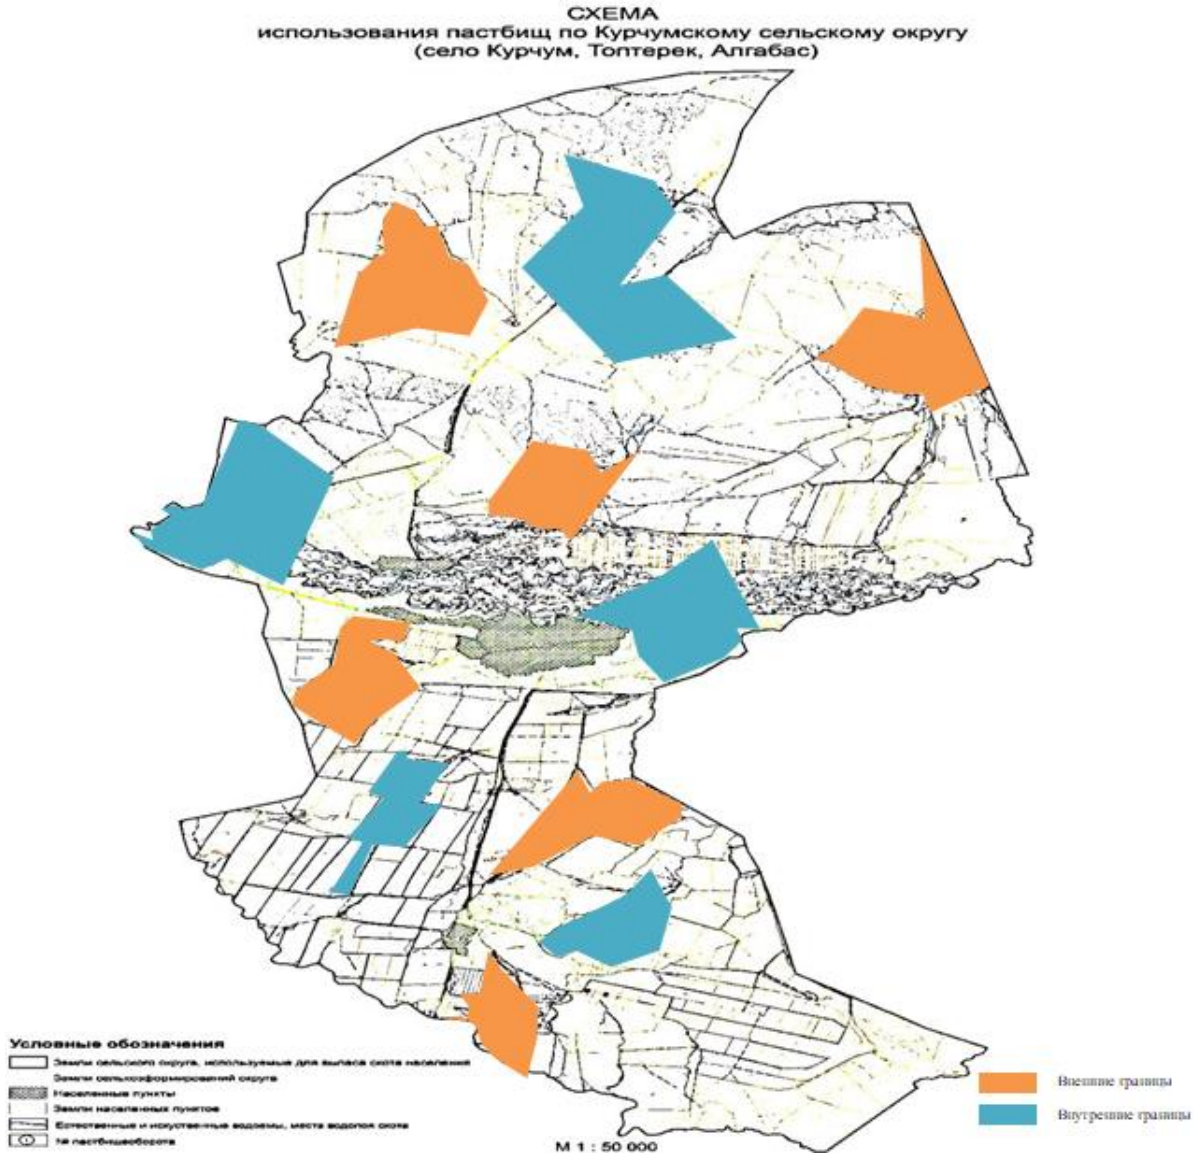 СХЕМА
использования пастбищ по Курчумскому сельскому округу
(село Курчум, Топтерек, Алгабас)
Условные обозначения
Земли сельского округа, используемые для выпаса скота населения
Земли сельхозформирований округа
Населенные пункты
Земли населенных пунктов
Естественные и искуственные водоемы, места водопоя скота
№ пастбищеоборота
М 1 : 50 000
Внешние границы
Внутренние границы